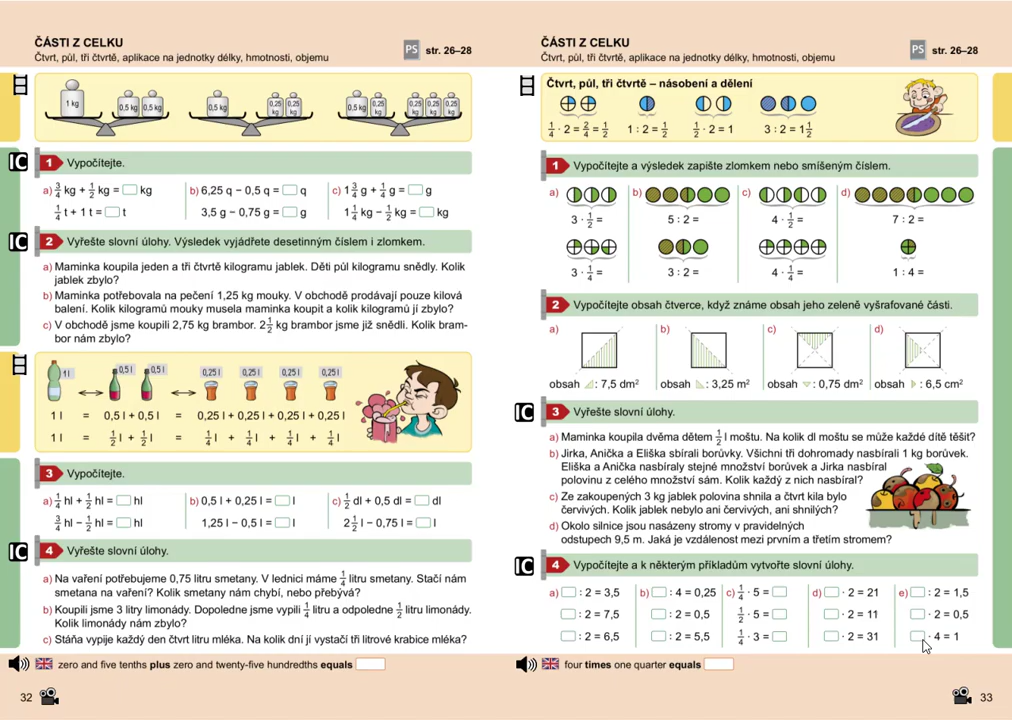 ČÁSTI Z CELKU
Čtvrt, půl, tři čtvrtě, aplikace na jednotky délky, hmotnosti, objemu
PS str. 26–28
1 kg 0,5 kg 0,5 kg 0,5 kg 0,25 kg 0,25 kg 0,5 kg 0,25 kg 0,25 kg 0,25 kg 0,25 kg
1 Vypočítejte.
a) 3/4 kg + 1/2 kg = □ kg b) 6,25 q − 0,5 q = □ q c) 1 3/4 g + 1/4 g = □ g
1/4 t + 1 t = □ t 3,5 g − 0,75 g = □ g 1 1/4 kg − 1/2 kg = □ kg
IC
2 Vyřešte slovní úlohy. Výsledek vyjádřete desetinným číslem i zlomkem.
a) Maminka koupila jeden a tři čtvrtě kilogramu jablek. Děti půl kilogramu snědly. Kolik
jablek zbylo?
b) Maminka potřebovala na pečení 1,25 kg mouky. V obchodě prodávají pouze kilová
balení. Kolik kilogramů mouky musela maminka koupit a kolik kilogramů jí zbylo?
c) V obchodě jsme koupili 2,75 kg brambor. 2 1/2 kg brambor jsme již snědli. Kolik bram-
bor nám zbylo?
1 l 0,5 l 0,5 l 0,25 l 0,25 l 0,25 l 0,25 l
1 l = 0,5 l + 0,5 l = 0,25 l + 0,25 l + 0,25 l + 0,25 l
1 l = 1/2 l + 1/2 l = 1/4 l + 1/4 l + 1/4 l + 1/4 l
3 Vypočítejte.
a) 1/4 hl + 1/2 hl = □ hl b) 0,5 l + 0,25 l = □ l c) 1/2 dl + 0,5 dl = □ dl
3/4 hl − 1/2 hl = □ hl 1,25 l − 0,5 l = □ l 2 1/2 l − 0,75 l = □ l
IC
4 Vyřešte slovní úlohy.
a) Na vaření potřebujeme 0,75 litru smetany. V lednici máme 1/4 litru smetany. Stačí nám
smetana na vaření? Kolik smetany nám chybí, nebo přebývá?
b) Koupili jsme 3 litry limonády. Dopoledne jsme vypili 1/4 litru a odpoledne 1/2 litru limonády.
Kolik limonády nám zbylo?
c) Stáňa vypije každý den čtvrt litru mléka. Na kolik dní jí vystačí tři litrové krabice mléka?
zero and five tenths plus zero and twenty-five hundredths equals
32
ČÁSTI Z CELKU
Čtvrt, půl, tři čtvrtě, aplikace na jednotky délky, hmotnosti, objemu
PS str. 26–28
Čtvrt, půl, tři čtvrtě – násobení a dělení
1/4 · 2 = 2/4 = 1/2 1 : 2 = 1/2 1/2 · 2 = 1 3 : 2 = 1 1/2
1 Vypočítejte a výsledek zapište zlomkem nebo smíšeným číslem.
a) b) c) d)
3 · 1/2 = 5 : 2 = 4 · 1/2 = 7 : 2 =
3 · 1/4 = 3 : 2 = 4 · 1/4 = 1 : 4 =
2 Vypočítejte obsah čtverce, když známe obsah jeho zeleně vyšrafované části.
a) b) c) d)
obsah : 7,5 dm² obsah : 3,25 m² obsah : 0,75 dm² obsah : 6,5 cm²
IC
3 Vyřešte slovní úlohy.
a) Maminka koupila dvěma dětem 1/2 l moštu. Na kolik dl moštu se může každé dítě těšit?
b) Jirka, Anička a Eliška sbírali borůvky. Všichni tři dohromady nasbírali 1 kg borůvek.
Eliška a Anička nasbíraly stejné množství borůvek a Jirka nasbíral
polovinu z celého množství sám. Kolik každý z nich nasbíral?
c) Ze zakoupených 3 kg jablek polovina shnila a čtvrt kila bylo
červivých. Kolik jablek nebylo ani červivých, ani shnilých?
d) Okolo silnice jsou nasázeny stromy v pravidelných
odstupech 9,5 m. Jaká je vzdálenost mezi prvním a třetím stromem?
IC
4 Vypočítejte a k některým příkladům vytvořte slovní úlohy.
a) □ : 2 = 3,5 b) □ : 4 = 0,25 c) 1/4 · 5 = □ d) □ · 2 = 21 e) □ : 2 = 1,5
□ : 2 = 7,5 □ : 2 = 0,5 1/2 · 5 = □ □ · 2 = 11 □ · 2 = 0,5
□ : 2 = 6,5 □ : 2 = 5,5 1/4 · 3 = □ □ · 2 = 31 □ · 4 = 1
four times one quarter equals
33